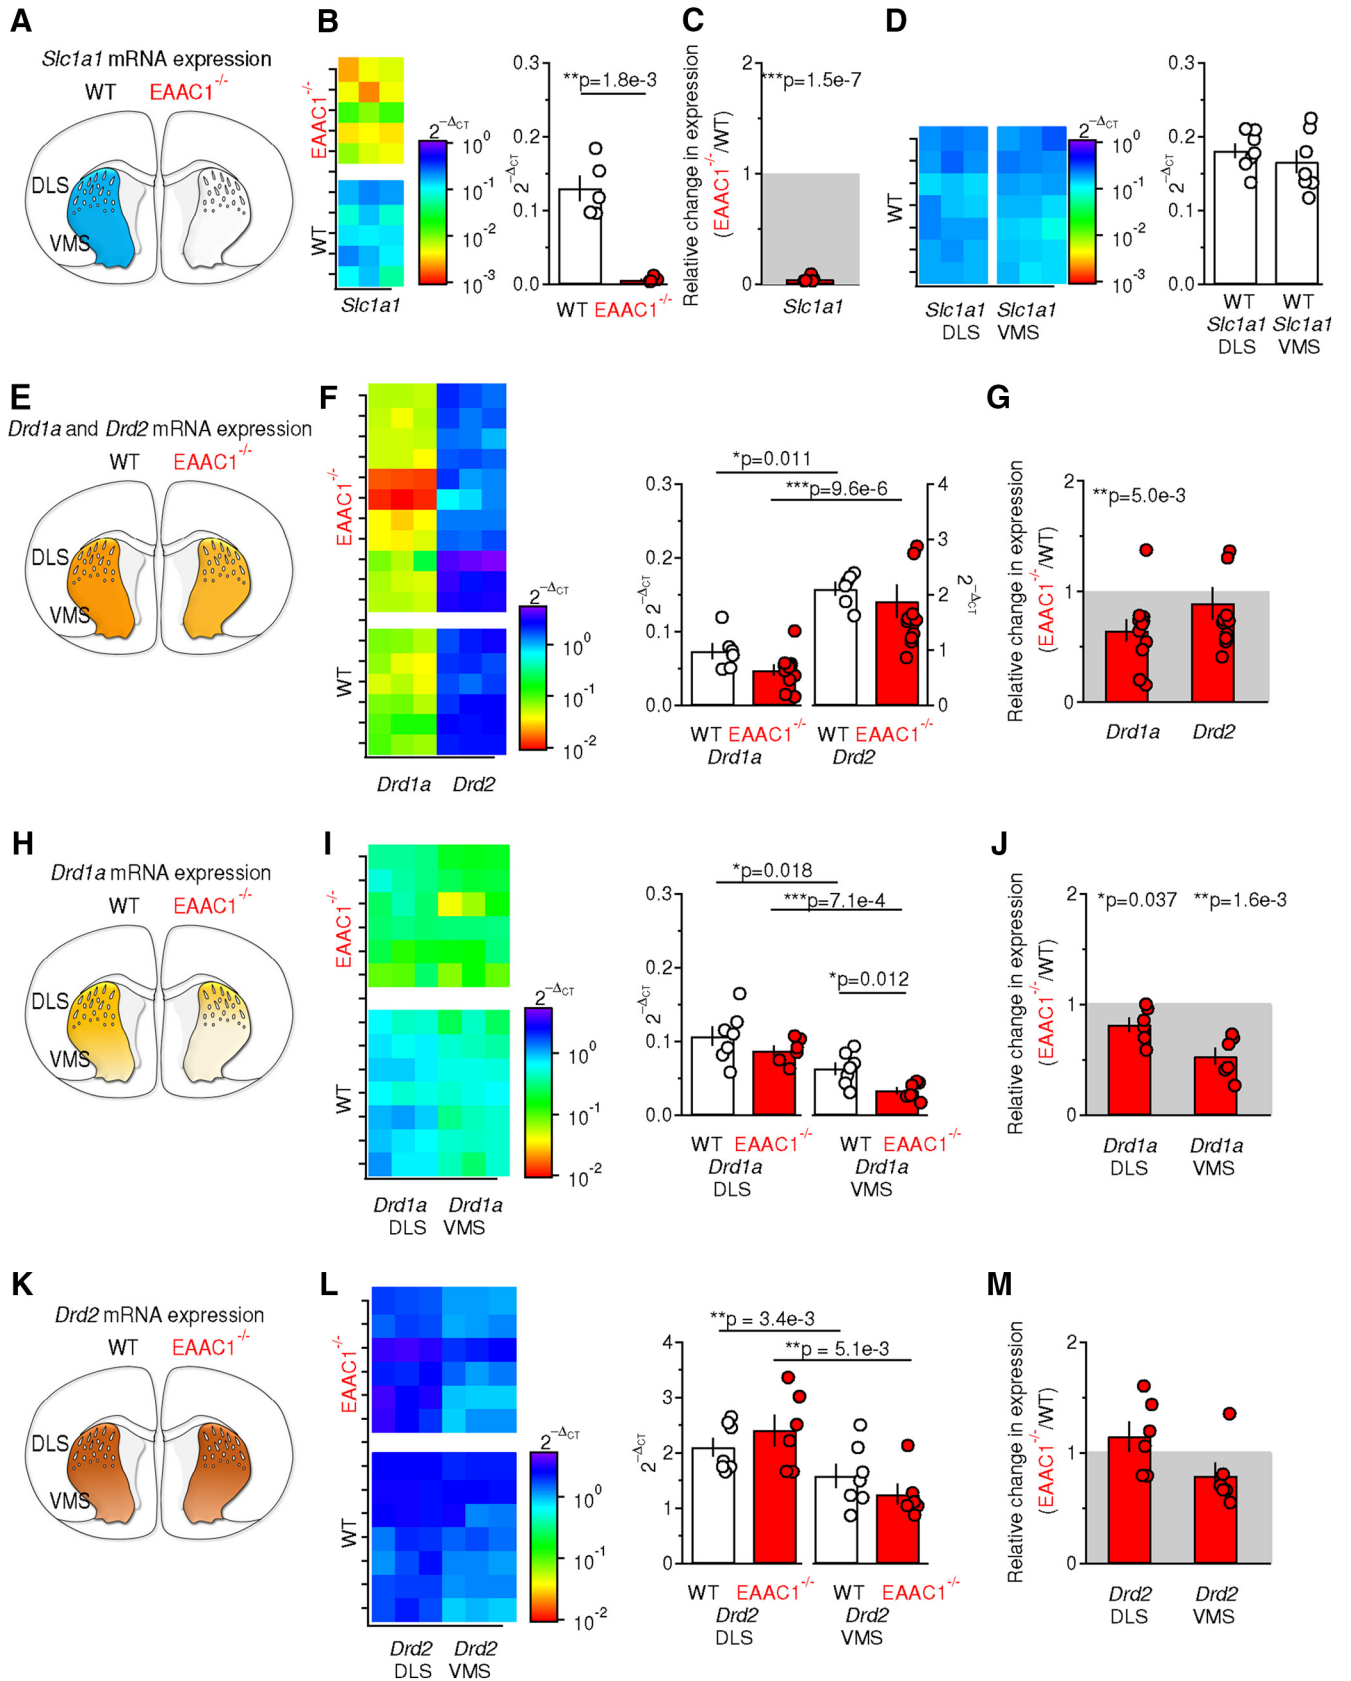 A
Slc1a1 mRNA expression
WT EAAC1-/-
DLS
VMS
B
EAAC1-/-
WT
Slc1a1
2-ΔCT
100
10-1
10-2
10-3
0.3
0.2
0.1
0.0
2-ΔCT
**p=1.8e-3
WT EAAC1-/-
C
Relative change in expression
(EAAC1-/-/WT)
2
1
0
***p=1.5e-7
Slc1a1
D
WT
Slc1a1 Slc1a1
DLS VMS
2-ΔCT
100
10-1
10-2
10-3
0.3
0.2
0.1
0.0
2-ΔCT
WT WT
Slc1a1 Slc1a1
DLS VMS
E
Drd1a and Drd2 mRNA expression
WT EAAC1-/-
DLS
VMS
F
EAAC1-/-
WT
Drd1a Drd2
2-ΔCT
100
10-1
10-2
*p=0.011
***p=9.6e-6
0.3
0.2
0.1
0.0
2-ΔCT
4
3
2
1
0
2-ΔCT
WT EAAC1-/- WT EAAC1-/-
Drd1a Drd2
G
Relative change in expression
(EAAC1-/-/WT)
2
1
0
**p=5.0e-3
Drd1a Drd2
H
Drd1a mRNA expression
WT EAAC1-/-
DLS
VMS
I
EAAC1-/-
WT
Drd1a Drd1a
DLS VMS
2-ΔCT
100
10-1
10-2
*p=0.018
***p=7.1e-4
*p=0.012
0.3
0.2
0.1
0.0
2-ΔCT
WT EAAC1-/- WT EAAC1-/-
Drd1a Drd1a
DLS VMS
J
Relative change in expression
(EAAC1-/-/WT)
2
1
0
*p=0.037 **p=1.6e-3
Drd1a Drd1a
DLS VMS
K
Drd2 mRNA expression
WT EAAC1-/-
DLS
VMS
L
EAAC1-/-
WT
Drd2 Drd2
DLS VMS
2-ΔCT
100
10-1
10-2
**p = 3.4e-3
**p = 5.1e-3
4
3
2
1
0
2-ΔCT
WT EAAC1-/- WT EAAC1-/-
Drd2 Drd2
DLS VMS
M
Relative change in expression
(EAAC1-/-/WT)
2
1
0
Drd2 Drd2
DLS VMS